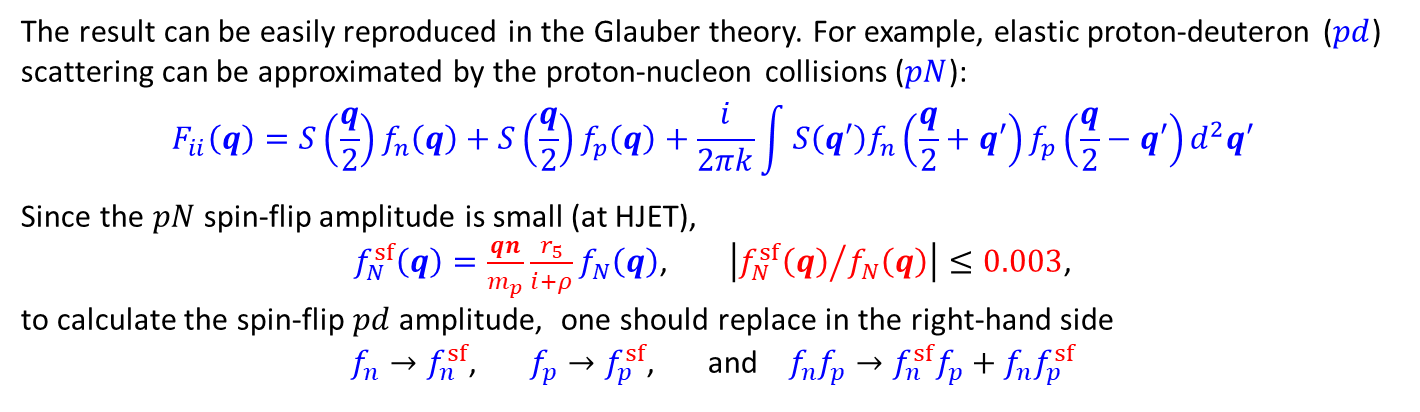 The result can be easily reproduced in the Glauber theory. For example, elastic proton-deuteron (pd)
scattering can be approximated by the proton-nucleon collisions (pN):
F_{ii}(𝒒) = S(𝒒/2) f_n(𝒒) + S(𝒒/2) f_p(𝒒) + i/(2πk) ∫ S(𝒒′) f_n(𝒒/2 + 𝒒′) f_p(𝒒/2 − 𝒒′) d²𝒒′
Since the pN spin-flip amplitude is small (at HJET),
f_N^{sf}(𝒒) = (𝒒𝒏/m_p) (r_5/(i+ρ)) f_N(𝒒), |f_N^{sf}(𝒒)/f_N(𝒒)| ≤ 0.003,
to calculate the spin-flip pd amplitude, one should replace in the right-hand side
f_n → f_n^{sf}, f_p → f_p^{sf}, and f_n f_p → f_n^{sf} f_p + f_n f_p^{sf}